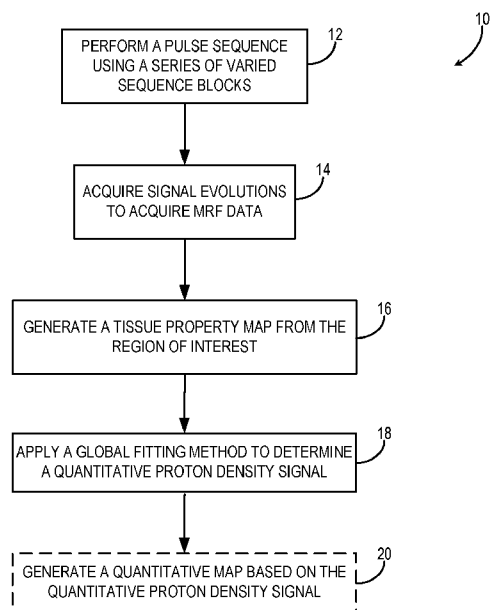 10
12
PERFORM A PULSE SEQUENCE
USING A SERIES OF VARIED
SEQUENCE BLOCKS
14
ACQUIRE SIGNAL EVOLUTIONS
TO ACQUIRE MRF DATA
16
GENERATE A TISSUE PROPERTY MAP FROM THE
REGION OF INTEREST
18
APPLY A GLOBAL FITTING METHOD TO DETERMINE
A QUANTITATIVE PROTON DENSITY SIGNAL
20
GENERATE A QUANTITATIVE MAP BASED ON THE
QUANTITATIVE PROTON DENSITY SIGNAL